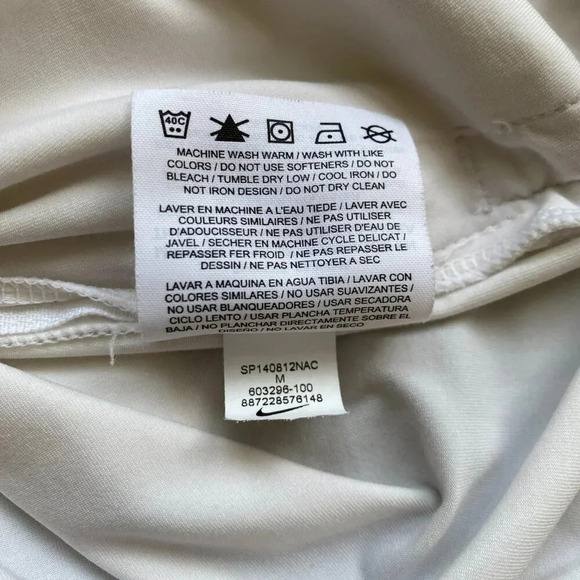 40C
MACHINE WASH WARM / WASH WITH LIKE
COLORS / DO NOT USE SOFTENERS / DO NOT
BLEACH / TUMBLE DRY LOW / COOL IRON / DO
NOT IRON DESIGN / DO NOT DRY CLEAN
LAVER EN MACHINE A L'EAU TIEDE / LAVER AVEC
COULEURS SIMILAIRES / NE PAS UTILISER
D'ADOUCISSEUR / NE PAS UTILISER D'EAU DE
JAVEL / SECHER EN MACHINE CYCLE DELICAT /
REPASSER FER FROID / NE PAS REPASSER LE
DESSIN / NE PAS NETTOYER A SEC
LAVAR A MAQUINA EN AGUA TIBIA / LAVAR CON
COLORES SIMILARES / NO USAR SUAVIZANTES /
NO USAR BLANQUEADORES / USAR SECADORA
CICLO LENTO / USAR PLANCHA TEMPERATURA
BAJA / NO PLANCHAR DIRECTAMENTE SOBRE EL
DISEÑO / NO LAVAR EN SECO
SP140812NAC
M
603296-100
887228576148